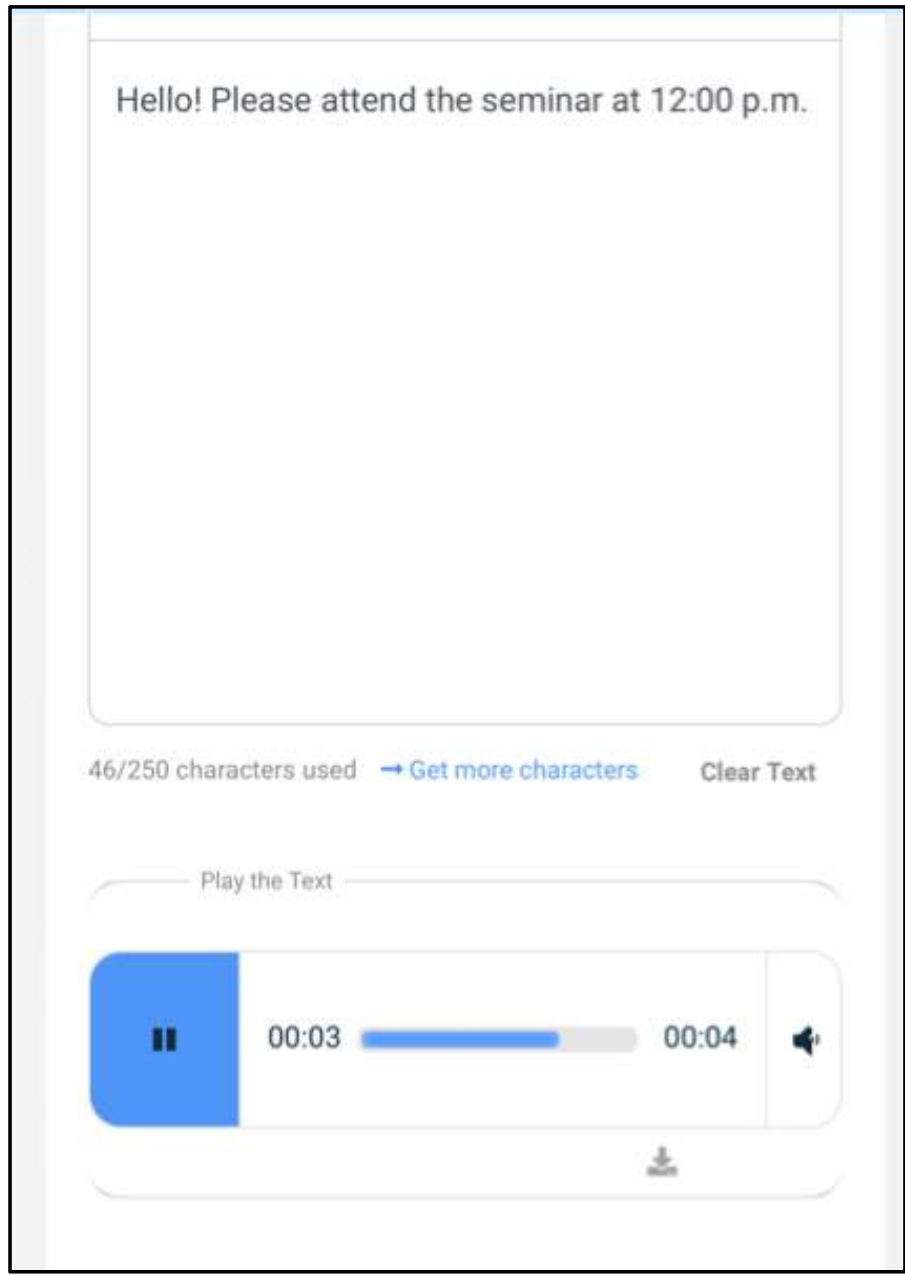 Hello! Please attend the seminar at 12:00 p.m.
46/250 characters used → Get more characters Clear Text
Play the Text
00:03 00:04